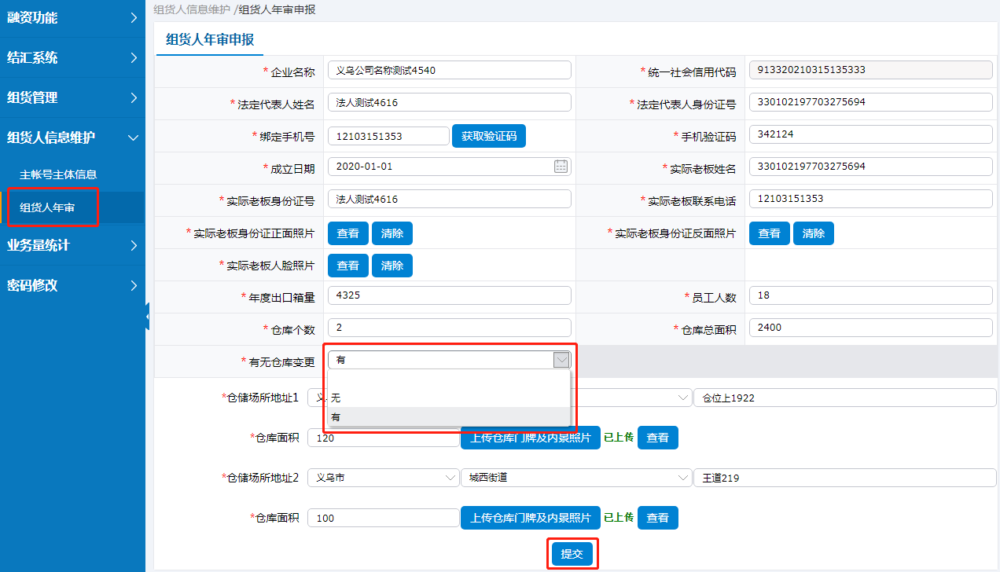 融资功能
结汇系统
组货管理
组货人信息维护
主帐号主体信息
组货人年审
业务量统计
密码修改
组货人信息维护 /组货人年审申报
组货人年审申报
* 企业名称 义乌公司名称测试4540 * 统一社会信用代码 913320210315135333
* 法定代表人姓名 法人测试4616 * 法定代表人身份证号 330102197703275694
* 绑定手机号 12103151353 获取验证码 * 手机验证码 342124
* 成立日期 2020-01-01 * 实际老板姓名 330102197703275694
* 实际老板身份证号 法人测试4616 * 实际老板联系电话 12103151353
* 实际老板身份证正面照片 查看 清除 * 实际老板身份证反面照片 查看 清除
* 实际老板人脸照片 查看 清除
* 年度出口箱量 4325 * 员工人数 18
* 仓库个数 2 * 仓库总面积 2400
* 有无仓库变更 有
无
有
*仓储场所地址1 义 仓位上1922
*仓库面积 120 上传仓库门牌及内景照片 已上传 查看
*仓储场所地址2 义乌市 城西街道 王道219
*仓库面积 100 上传仓库门牌及内景照片 已上传 查看
提交